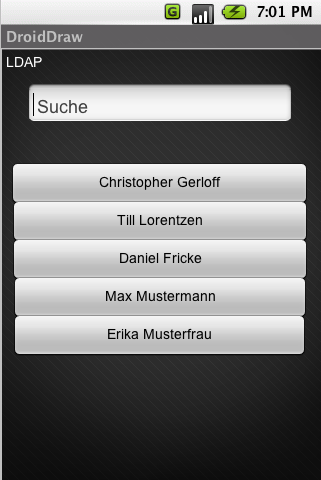 G 7:01 PM
DroidDraw
LDAP
Suche
Christopher Gerloff
Till Lorentzen
Daniel Fricke
Max Mustermann
Erika Musterfrau